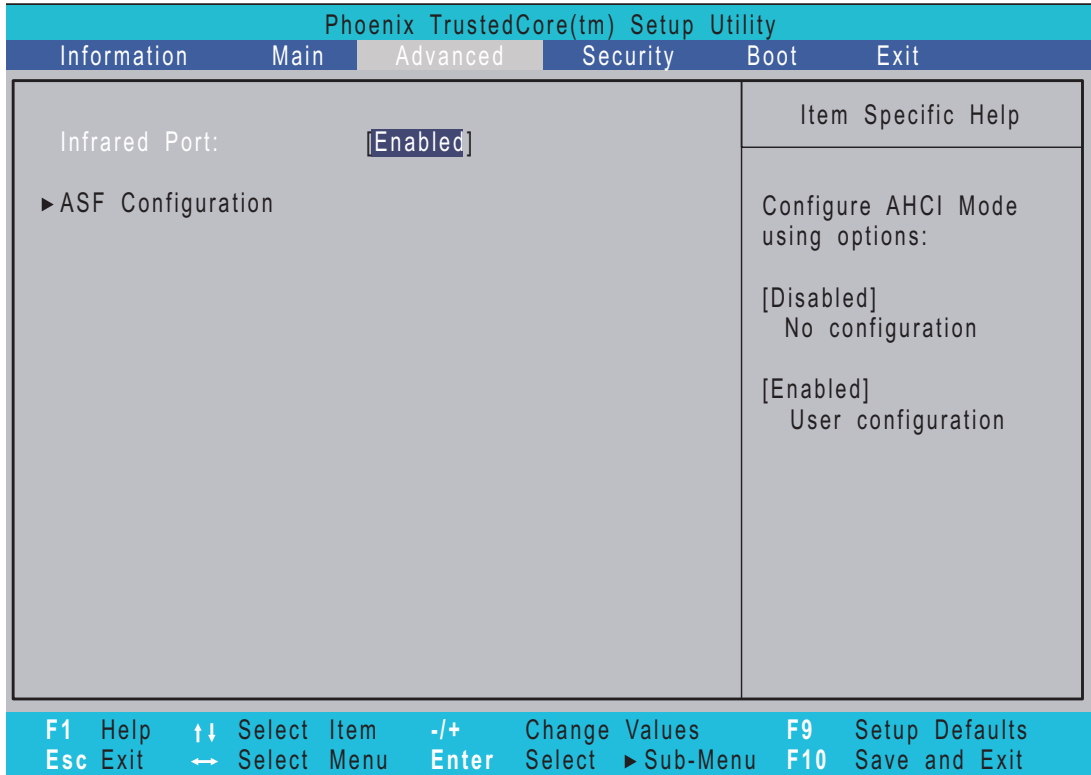 Phoenix TrustedCore(tm) Setup Utility
Information Main Advanced Security Boot Exit
Infrared Port: [Enabled]
►ASF Configuration
Item Specific Help
Configure AHCI Mode
using options:
[Disabled]
No configuration
[Enabled]
User configuration
F1 Help ↑↓ Select Item -/+ Change Values F9 Setup Defaults
Esc Exit ↔ Select Menu Enter Select ►Sub-Menu F10 Save and Exit